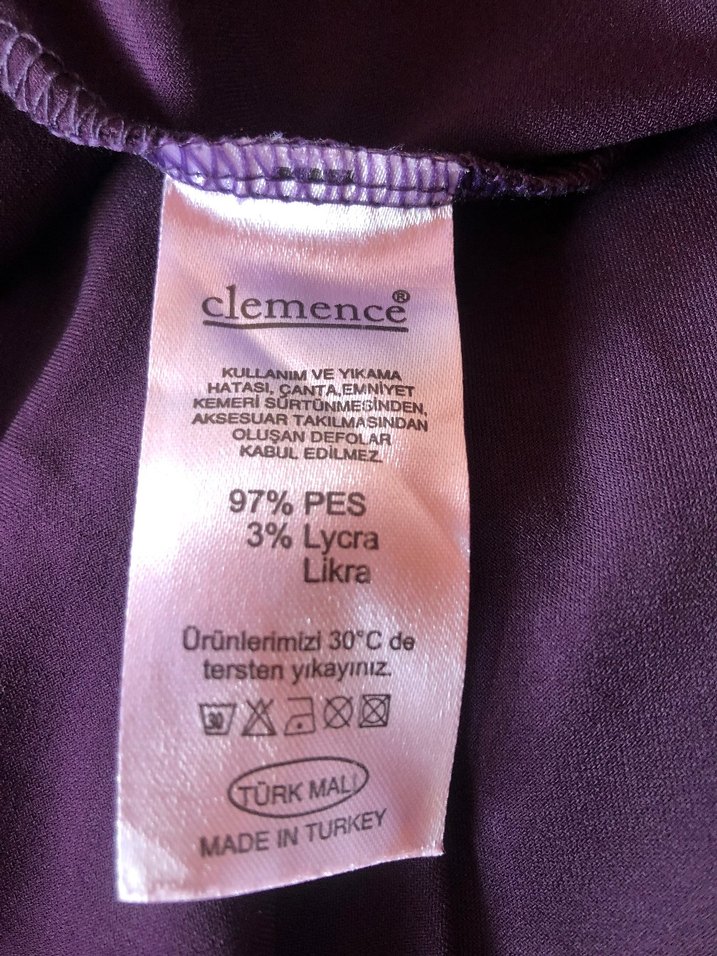 clemence®
KULLANIM VE YIKAMA
HATASI, ÇANTA,EMNİYET
KEMERİ SÜRTÜNMESİNDEN,
AKSESUAR TAKILMASINDAN
OLUŞAN DEFOLAR
KABUL EDİLMEZ.
97% PES
3% Lycra
Likra
Ürünlerimizi 30°C de
tersten yıkayınız.
30
TÜRK MALI
MADE IN TURKEY